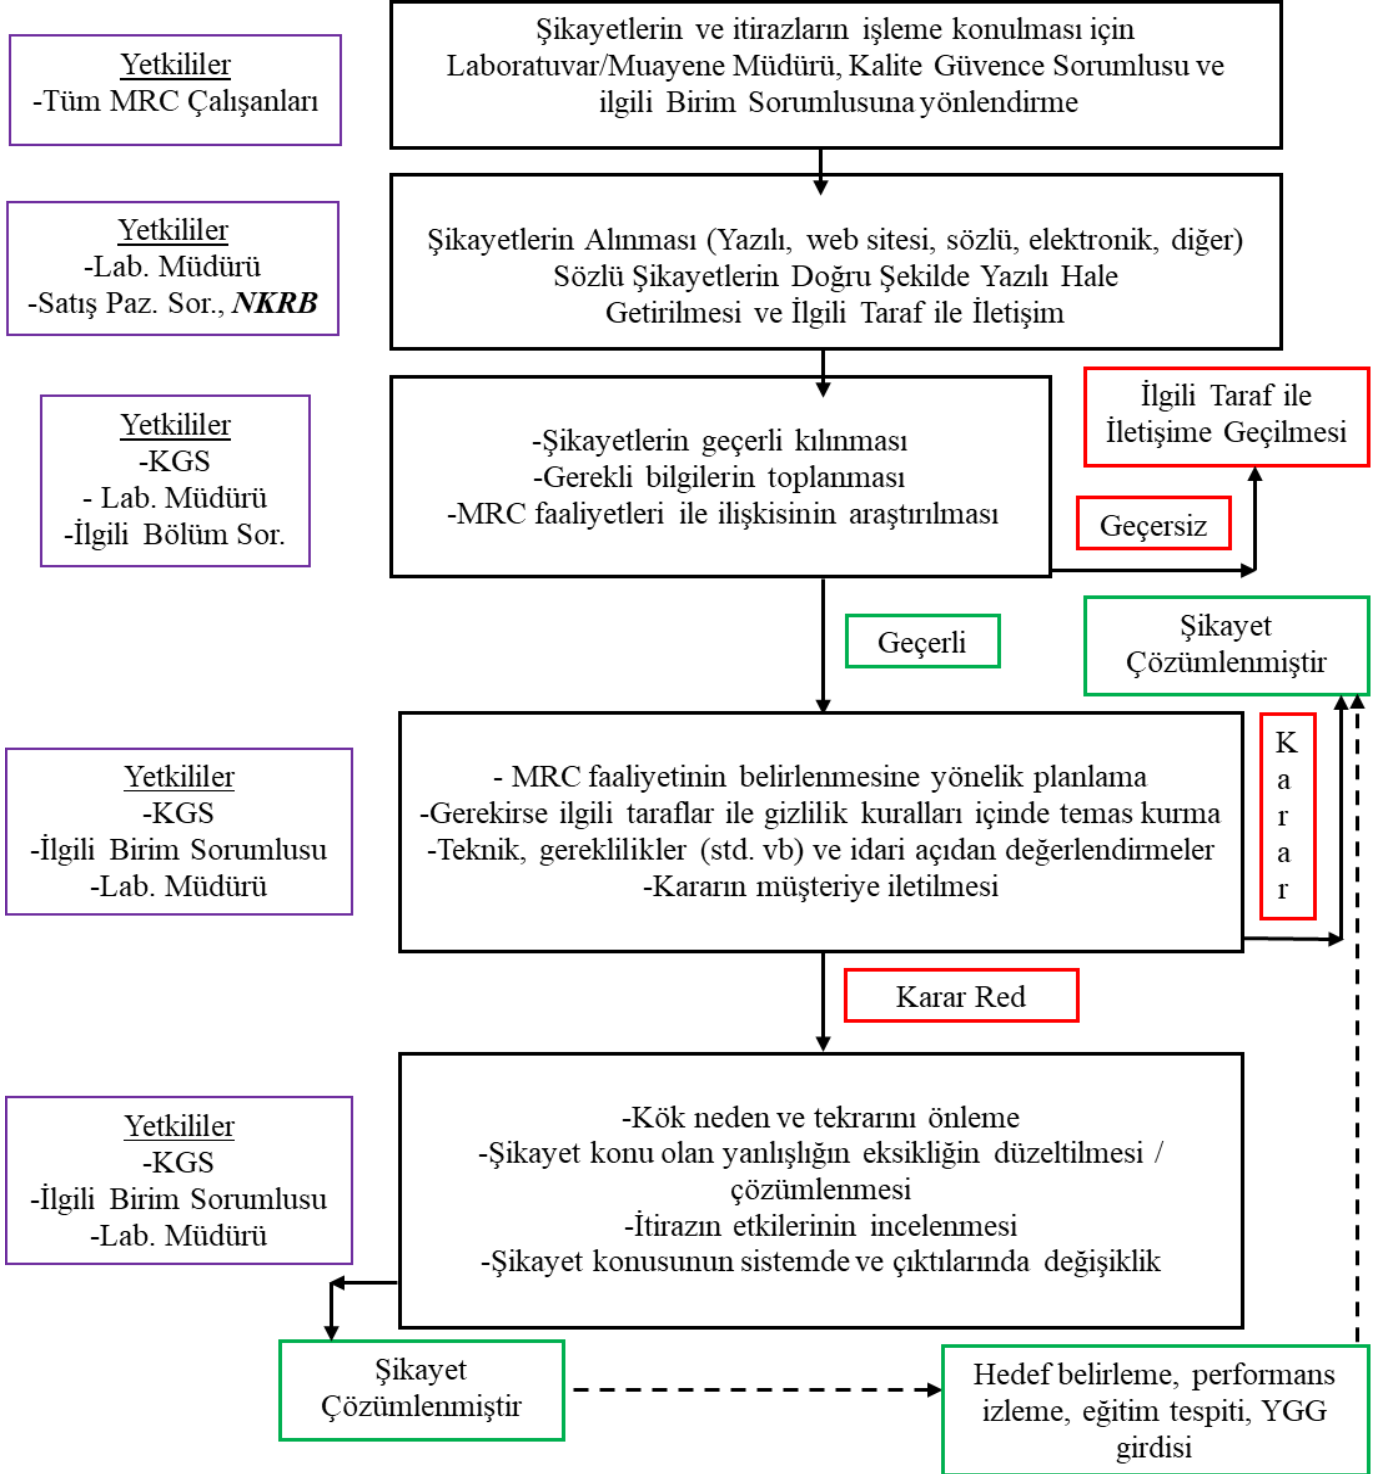 Yetkililer
-Tüm MRC Çalışanları
Şikayetlerin ve itirazların işleme konulması için
Laboratuvar/Muayene Müdürü, Kalite Güvence Sorumlusu ve
ilgili Birim Sorumlusuna yönlendirme
Yetkililer
-Lab. Müdürü
-Satış Paz. Sor., NKRB
Şikayetlerin Alınması (Yazılı, web sitesi, sözlü, elektronik, diğer)
Sözlü Şikayetlerin Doğru Şekilde Yazılı Hale
Getirilmesi ve İlgili Taraf ile İletişim
Yetkililer
-KGS
- Lab. Müdürü
-İlgili Bölüm Sor.
-Şikayetlerin geçerli kılınması
-Gerekli bilgilerin toplanması
-MRC faaliyetleri ile ilişkisinin araştırılması
İlgili Taraf ile
İletişime Geçilmesi
Geçersiz
Geçerli
Şikayet
Çözümlenmiştir
Yetkililer
-KGS
-İlgili Birim Sorumlusu
-Lab. Müdürü
- MRC faaliyetinin belirlenmesine yönelik planlama
-Gerekirse ilgili taraflar ile gizlilik kuralları içinde temas kurma
-Teknik, gereklilikler (std. vb) ve idari açıdan değerlendirmeler
-Kararın müşteriye iletilmesi
K
a
r
a
r
Karar Red
Yetkililer
-KGS
-İlgili Birim Sorumlusu
-Lab. Müdürü
-Kök neden ve tekrarını önleme
-Şikayet konu olan yanlışlığın eksikliğin düzeltilmesi /
çözümlenmesi
-İtirazın etkilerinin incelenmesi
-Şikayet konusunun sistemde ve çıktılarında değişiklik
Şikayet
Çözümlenmiştir
Hedef belirleme, performans
izleme, eğitim tespiti, YGG
girdisi